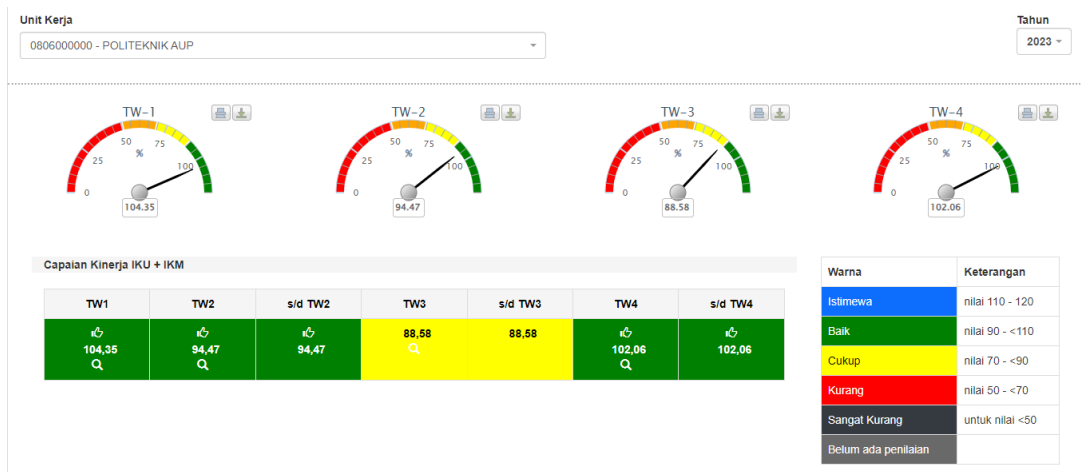 Unit Kerja
Tahun
0806000000 - POLITEKNIK AUP
2023
TW-1
0
25
50
75
100
%
104.35
TW-2
0
25
50
75
100
%
94.47
TW-3
0
25
50
75
100
%
88.58
TW-4
0
25
50
75
100
%
102.06
Capaian Kinerja IKU + IKM
TW1 TW2 s/d TW2 TW3 s/d TW3 TW4 s/d TW4
104,35 94,47 94,47 88,58 88,58 102,06 102,06
Warna Keterangan
Istimewa nilai 110 - 120
Baik nilai 90 - <110
Cukup nilai 70 - <90
Kurang nilai 50 - <70
Sangat Kurang untuk nilai <50
Belum ada penilaian